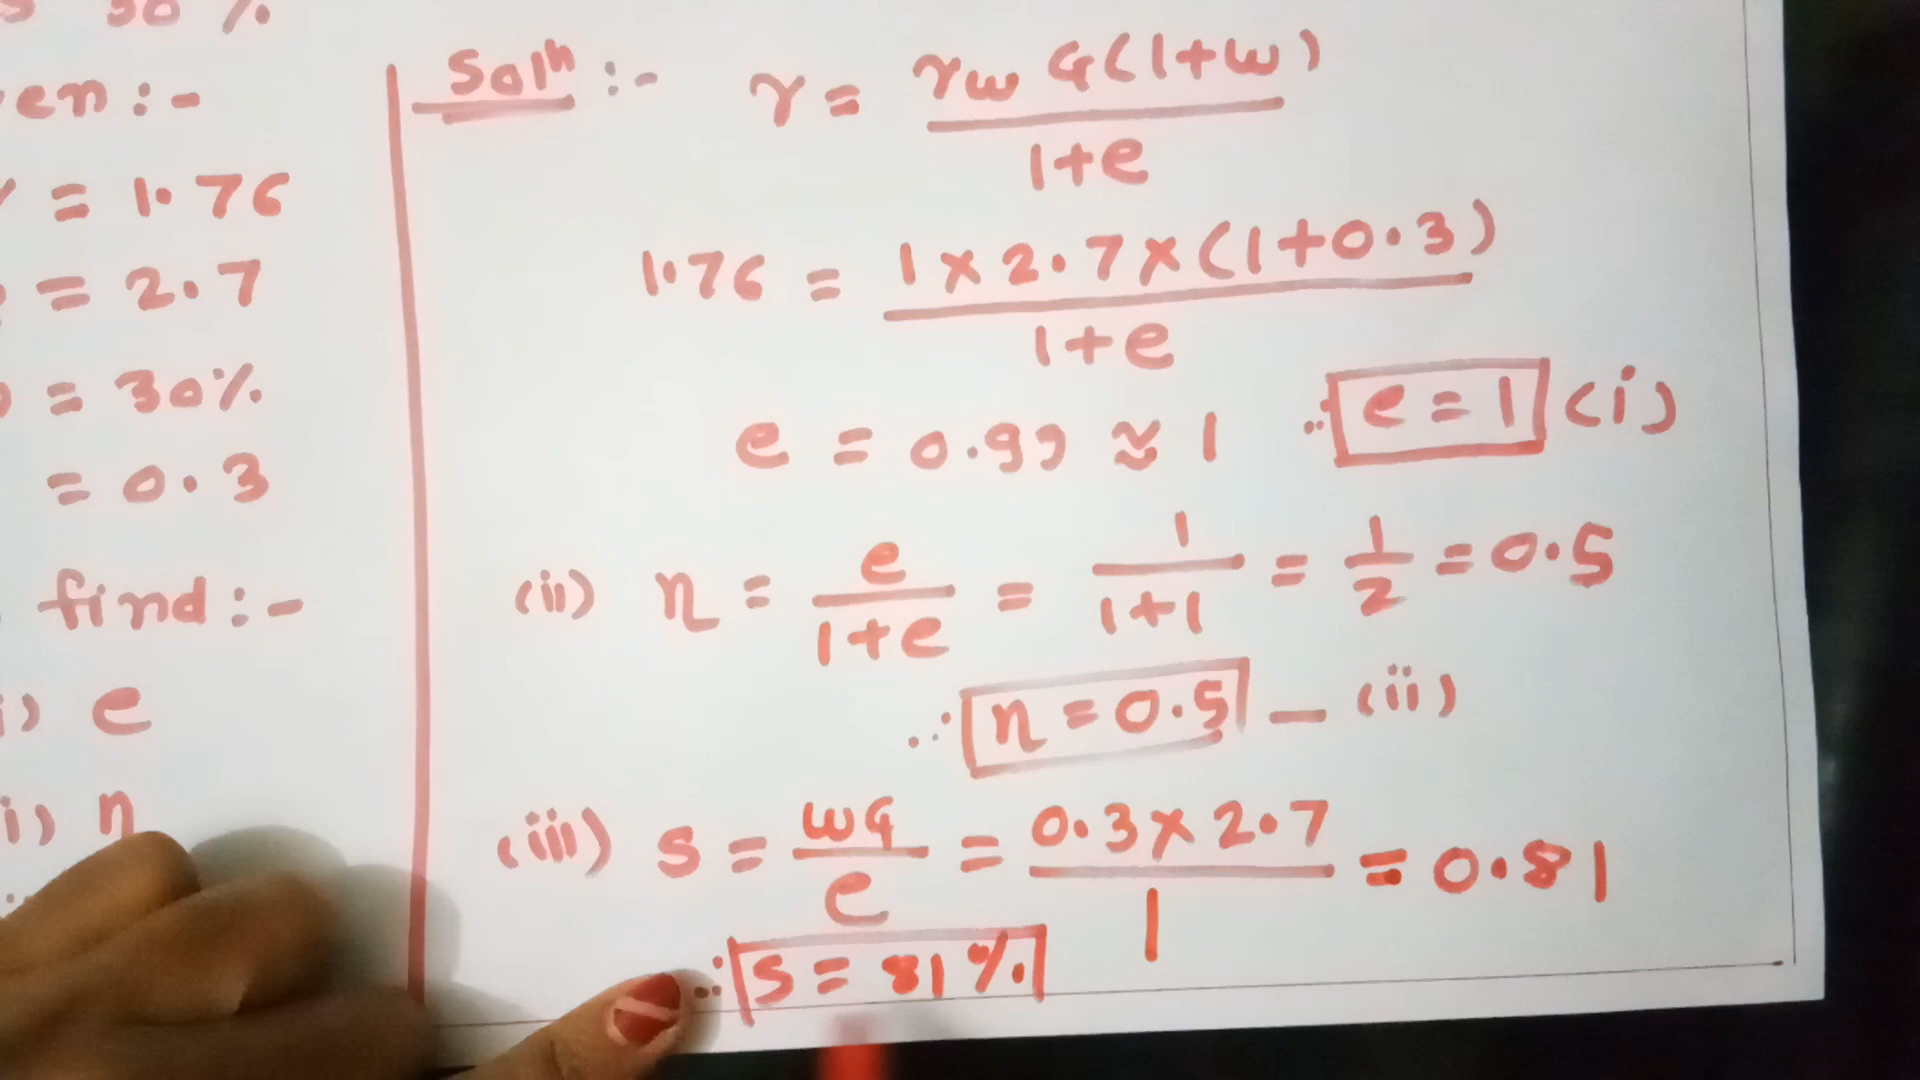 30 %
en :-
= 1.76
= 2.7
= 30%
= 0.3
find :-
i) e
i) η
Solⁿ :- γ = γω G(1+ω) / 1+e
1.76 = 1 × 2.7 × (1+0.3) / 1+e
e = 0.99 ≈ 1 ∴ e = 1 (i)
(ii) η = e / 1+e = 1 / 1+1 = 1/2 = 0.5
∴ η = 0.5 — (ii)
(iii) S = ωG / e = 0.3 × 2.7 / 1 = 0.81
∴ S = 81 %